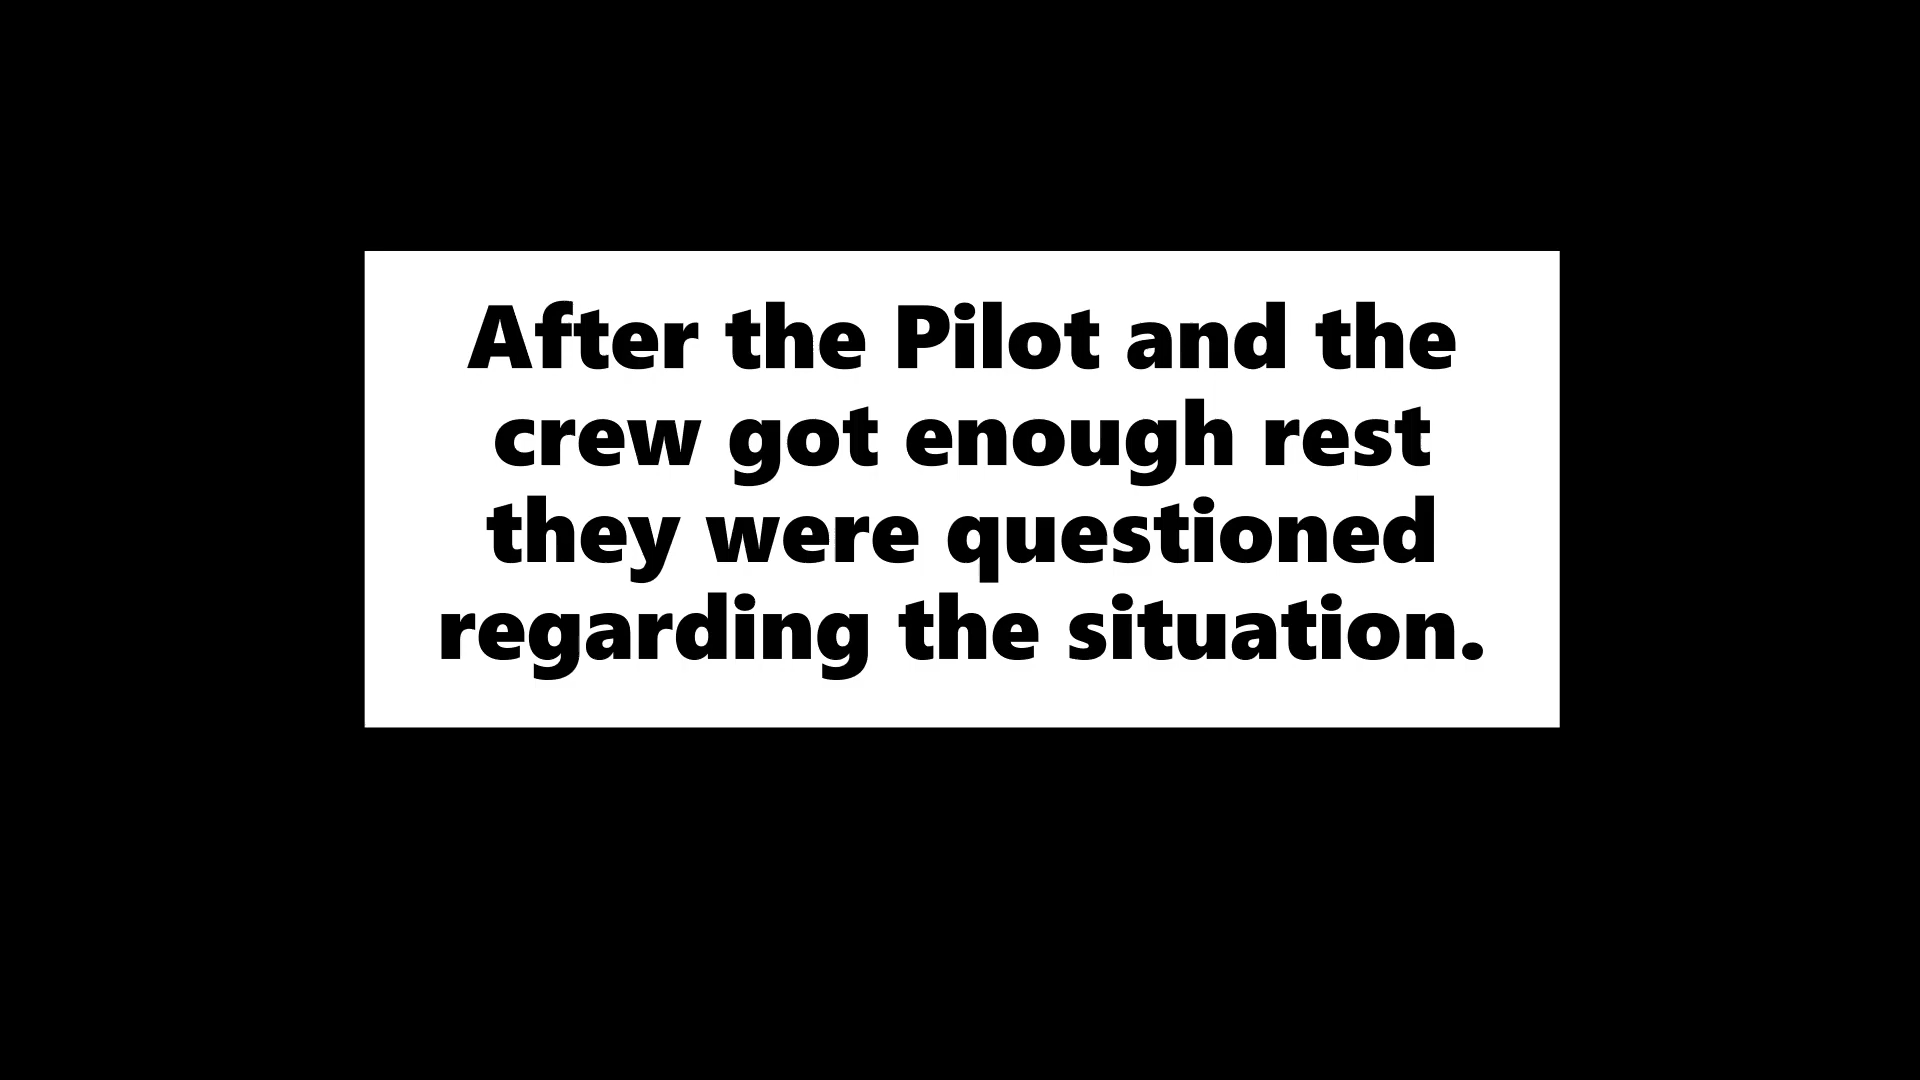 After the Pilot and the
crew got enough rest
they were questioned
regarding the situation.